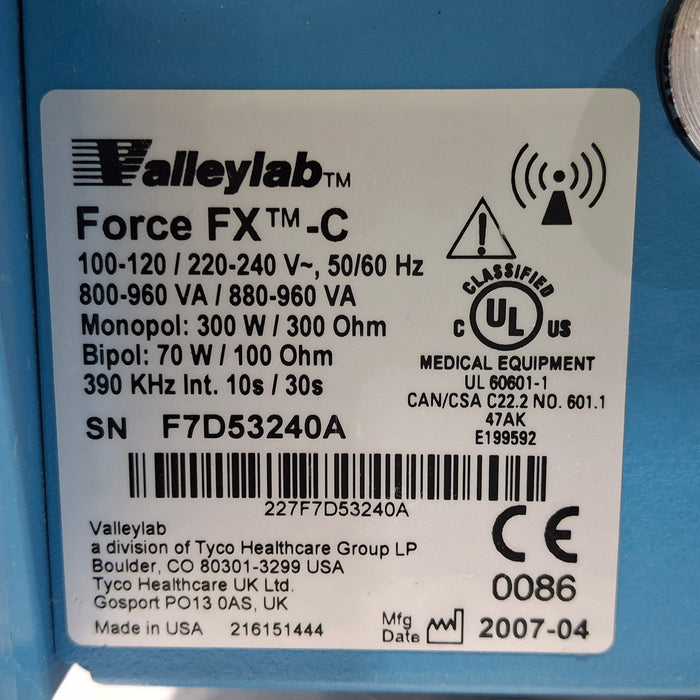 Valleylab™
Force FX™-C
100-120 / 220-240 V~, 50/60 Hz
800-960 VA / 880-960 VA
Monopol: 300 W / 300 Ohm
Bipol: 70 W / 100 Ohm
390 KHz Int. 10s / 30s
SN F7D53240A
227F7D53240A
CLASSIFIED
C UL US
MEDICAL EQUIPMENT
UL 60601-1
CAN/CSA C22.2 NO. 601.1
47AK
E199592
Valleylab
a division of Tyco Healthcare Group LP
Boulder, CO 80301-3299 USA
Tyco Healthcare UK Ltd.
Gosport PO13 0AS, UK
Made in USA 216151444
CE
0086
Mfg
Date 2007-04